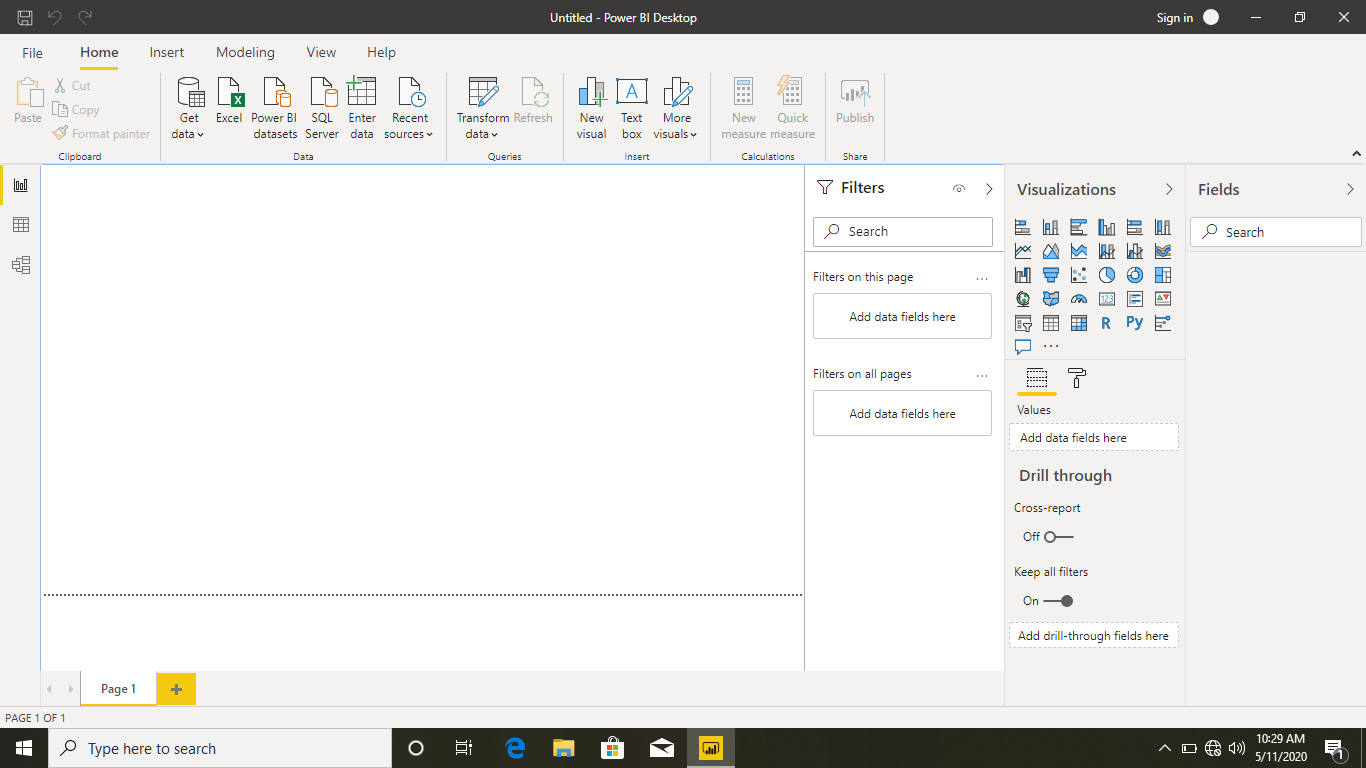 Untitled - Power BI Desktop
Sign in
File Home Insert Modeling View Help
Paste
Cut
Copy
Format painter
Clipboard
Get data
Excel
Power BI datasets
SQL Server
Enter data
Recent sources
Data
Transform data
Refresh
Queries
New visual
Text box
More visuals
Insert
New measure
Quick measure
Calculations
Publish
Share
Filters
Search
Filters on this page
Add data fields here
Filters on all pages
Add data fields here
Visualizations
123
R
Py
Values
Add data fields here
Drill through
Cross-report
Off
Keep all filters
On
Add drill-through fields here
Fields
Search
Page 1
PAGE 1 OF 1
Type here to search
10:29 AM
5/11/2020
1